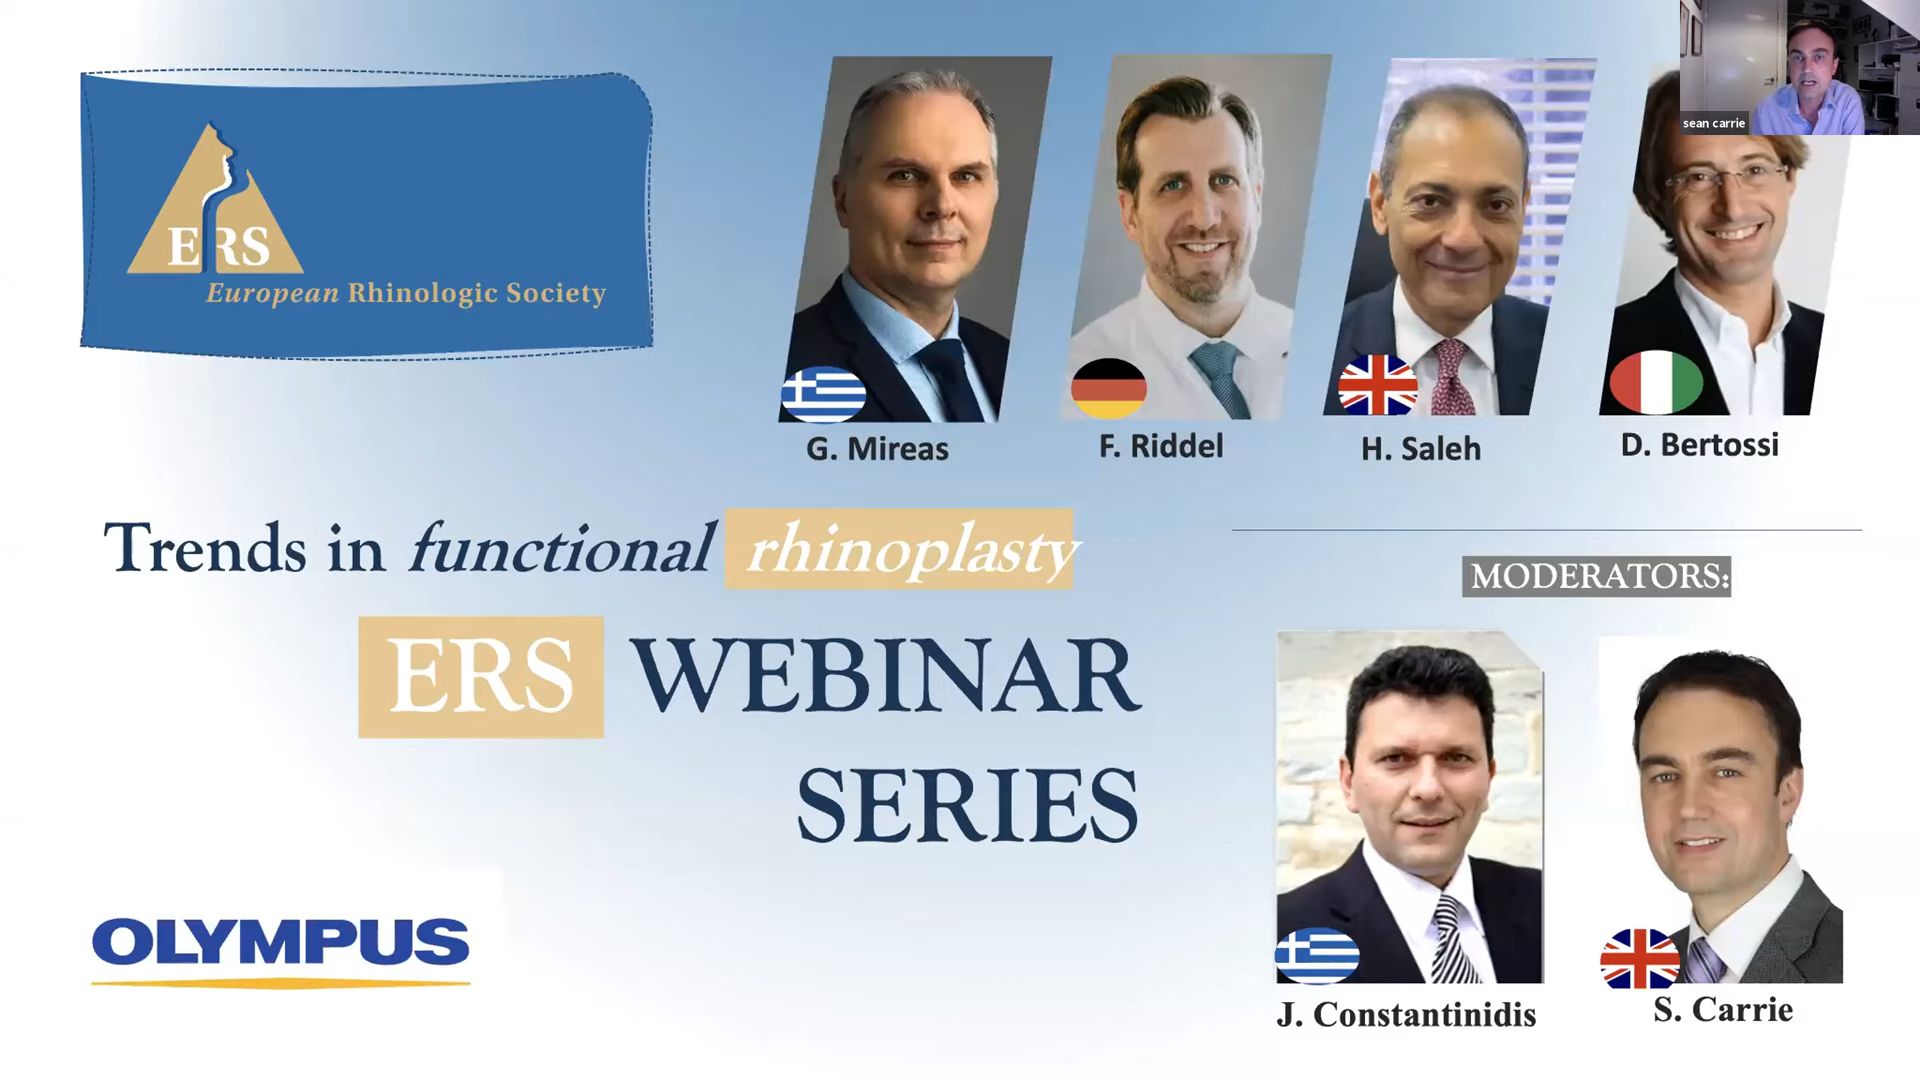 sean carrie
ERS
European Rhinologic Society
G. Mireas
F. Riddel
H. Saleh
D. Bertossi
Trends in functional rhinoplasty
ERS WEBINAR
SERIES
MODERATORS:
J. Constantinidis
S. Carrie
OLYMPUS